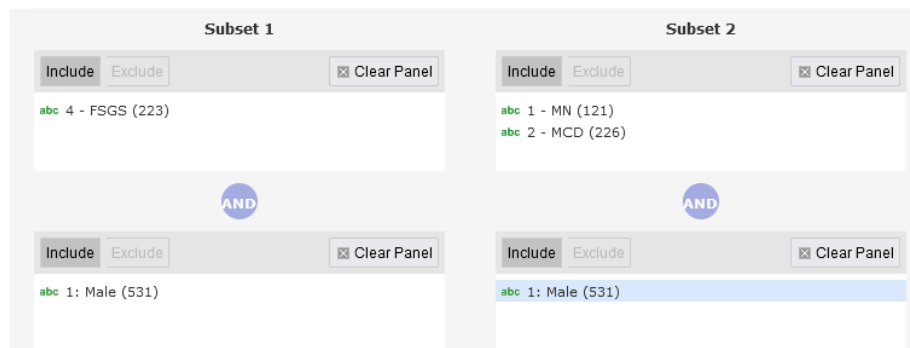 Subset 1
Include Exclude Clear Panel
abc 4 - FSGS (223)
AND
Include Exclude Clear Panel
abc 1: Male (531)
Subset 2
Include Exclude Clear Panel
abc 1 - MN (121)
abc 2 - MCD (226)
AND
Include Exclude Clear Panel
abc 1: Male (531)